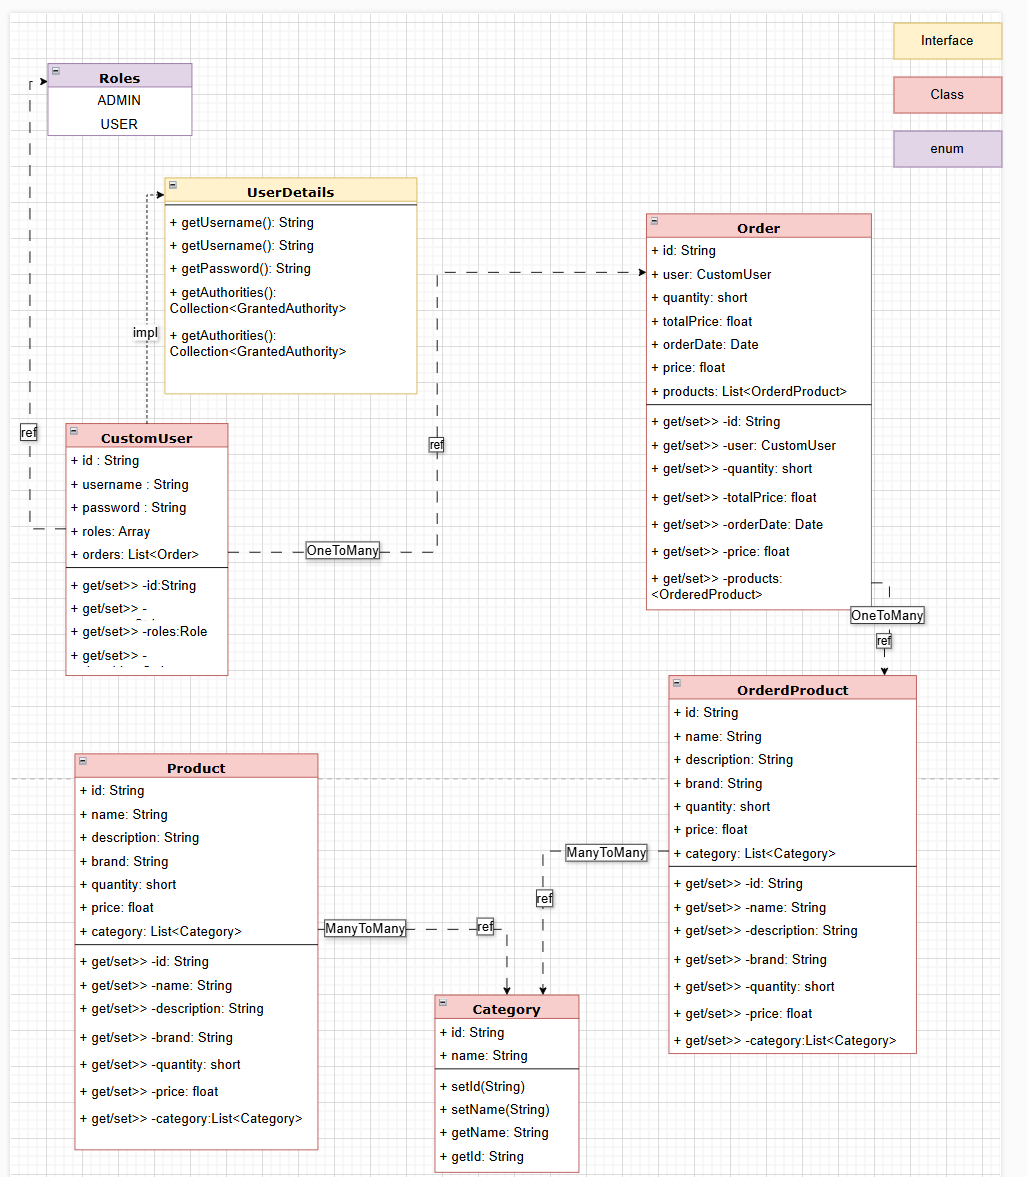 Interface
Class
enum
Roles
ADMIN
USER
UserDetails
+ getUsername(): String
+ getUsername(): String
+ getPassword(): String
+ getAuthorities():
Collection<GrantedAuthority>
+ getAuthorities():
Collection<GrantedAuthority>
impl
ref
CustomUser
+ id : String
+ username : String
+ password : String
+ roles: Array
+ orders: List<Order>
+ get/set>> -id:String
+ get/set>> -
+ get/set>> -roles:Role
+ get/set>> -
OneToMany
ref
Order
+ id: String
+ user: CustomUser
+ quantity: short
+ totalPrice: float
+ orderDate: Date
+ price: float
+ products: List<OrderdProduct>
+ get/set>> -id: String
+ get/set>> -user: CustomUser
+ get/set>> -quantity: short
+ get/set>> -totalPrice: float
+ get/set>> -orderDate: Date
+ get/set>> -price: float
+ get/set>> -products:
<OrderedProduct>
OneToMany
ref
OrderdProduct
+ id: String
+ name: String
+ description: String
+ brand: String
+ quantity: short
+ price: float
+ category: List<Category>
+ get/set>> -id: String
+ get/set>> -name: String
+ get/set>> -description: String
+ get/set>> -brand: String
+ get/set>> -quantity: short
+ get/set>> -price: float
+ get/set>> -category:List<Category>
Product
+ id: String
+ name: String
+ description: String
+ brand: String
+ quantity: short
+ price: float
+ category: List<Category>
+ get/set>> -id: String
+ get/set>> -name: String
+ get/set>> -description: String
+ get/set>> -brand: String
+ get/set>> -quantity: short
+ get/set>> -price: float
+ get/set>> -category:List<Category>
ManyToMany
ref
ManyToMany
ref
Category
+ id: String
+ name: String
+ setId(String)
+ setName(String)
+ getName: String
+ getId: String